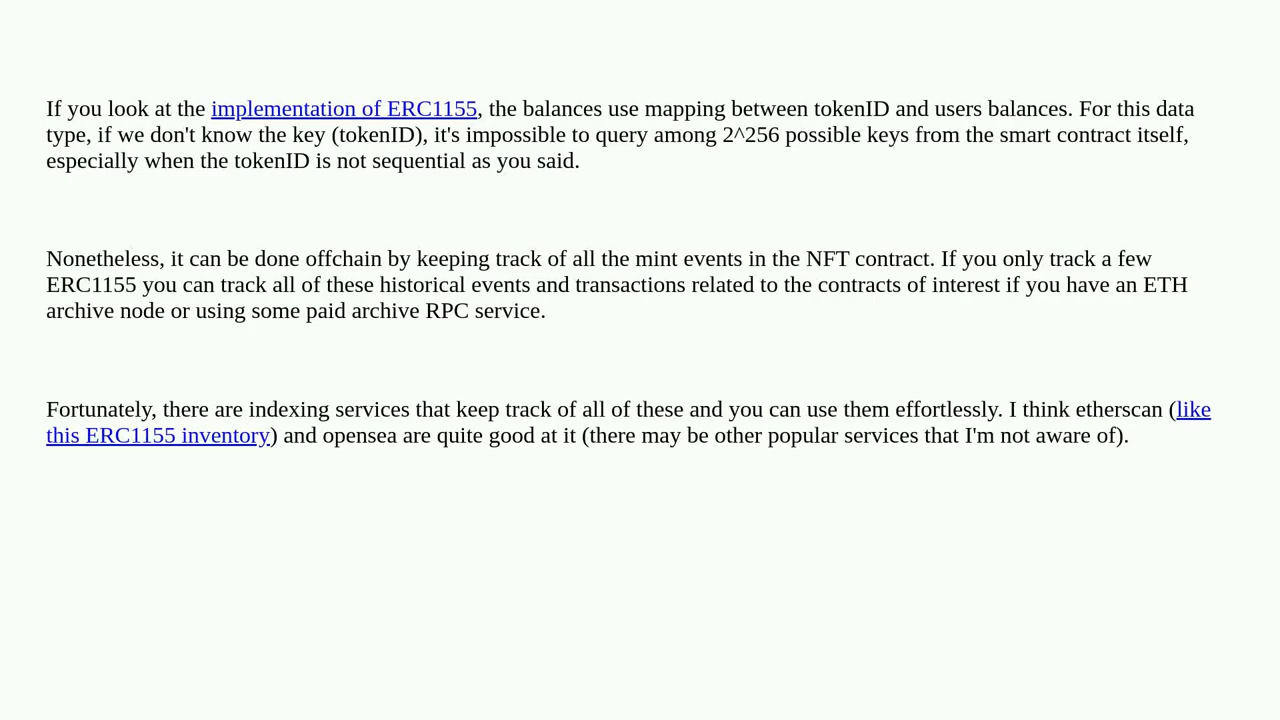 If you look at the implementation of ERC1155, the balances use mapping between tokenID and users balances. For this data
type, if we don't know the key (tokenID), it's impossible to query among 2^256 possible keys from the smart contract itself,
especially when the tokenID is not sequential as you said.
Nonetheless, it can be done offchain by keeping track of all the mint events in the NFT contract. If you only track a few
ERC1155 you can track all of these historical events and transactions related to the contracts of interest if you have an ETH
archive node or using some paid archive RPC service.
Fortunately, there are indexing services that keep track of all of these and you can use them effortlessly. I think etherscan (like
this ERC1155 inventory) and opensea are quite good at it (there may be other popular services that I'm not aware of).